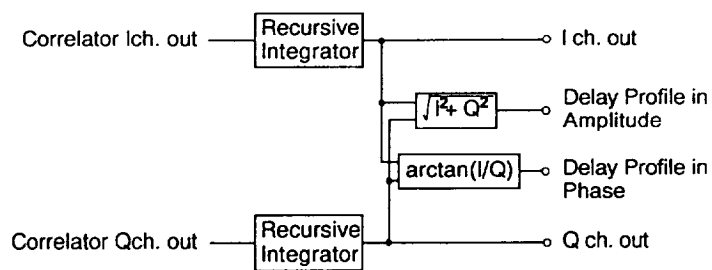 Correlator Ich. out
Recursive
Integrator
I ch. out
√I²+ Q²
Delay Profile in
Amplitude
arctan(I/Q)
Delay Profile in
Phase
Correlator Qch. out
Recursive
Integrator
Q ch. out